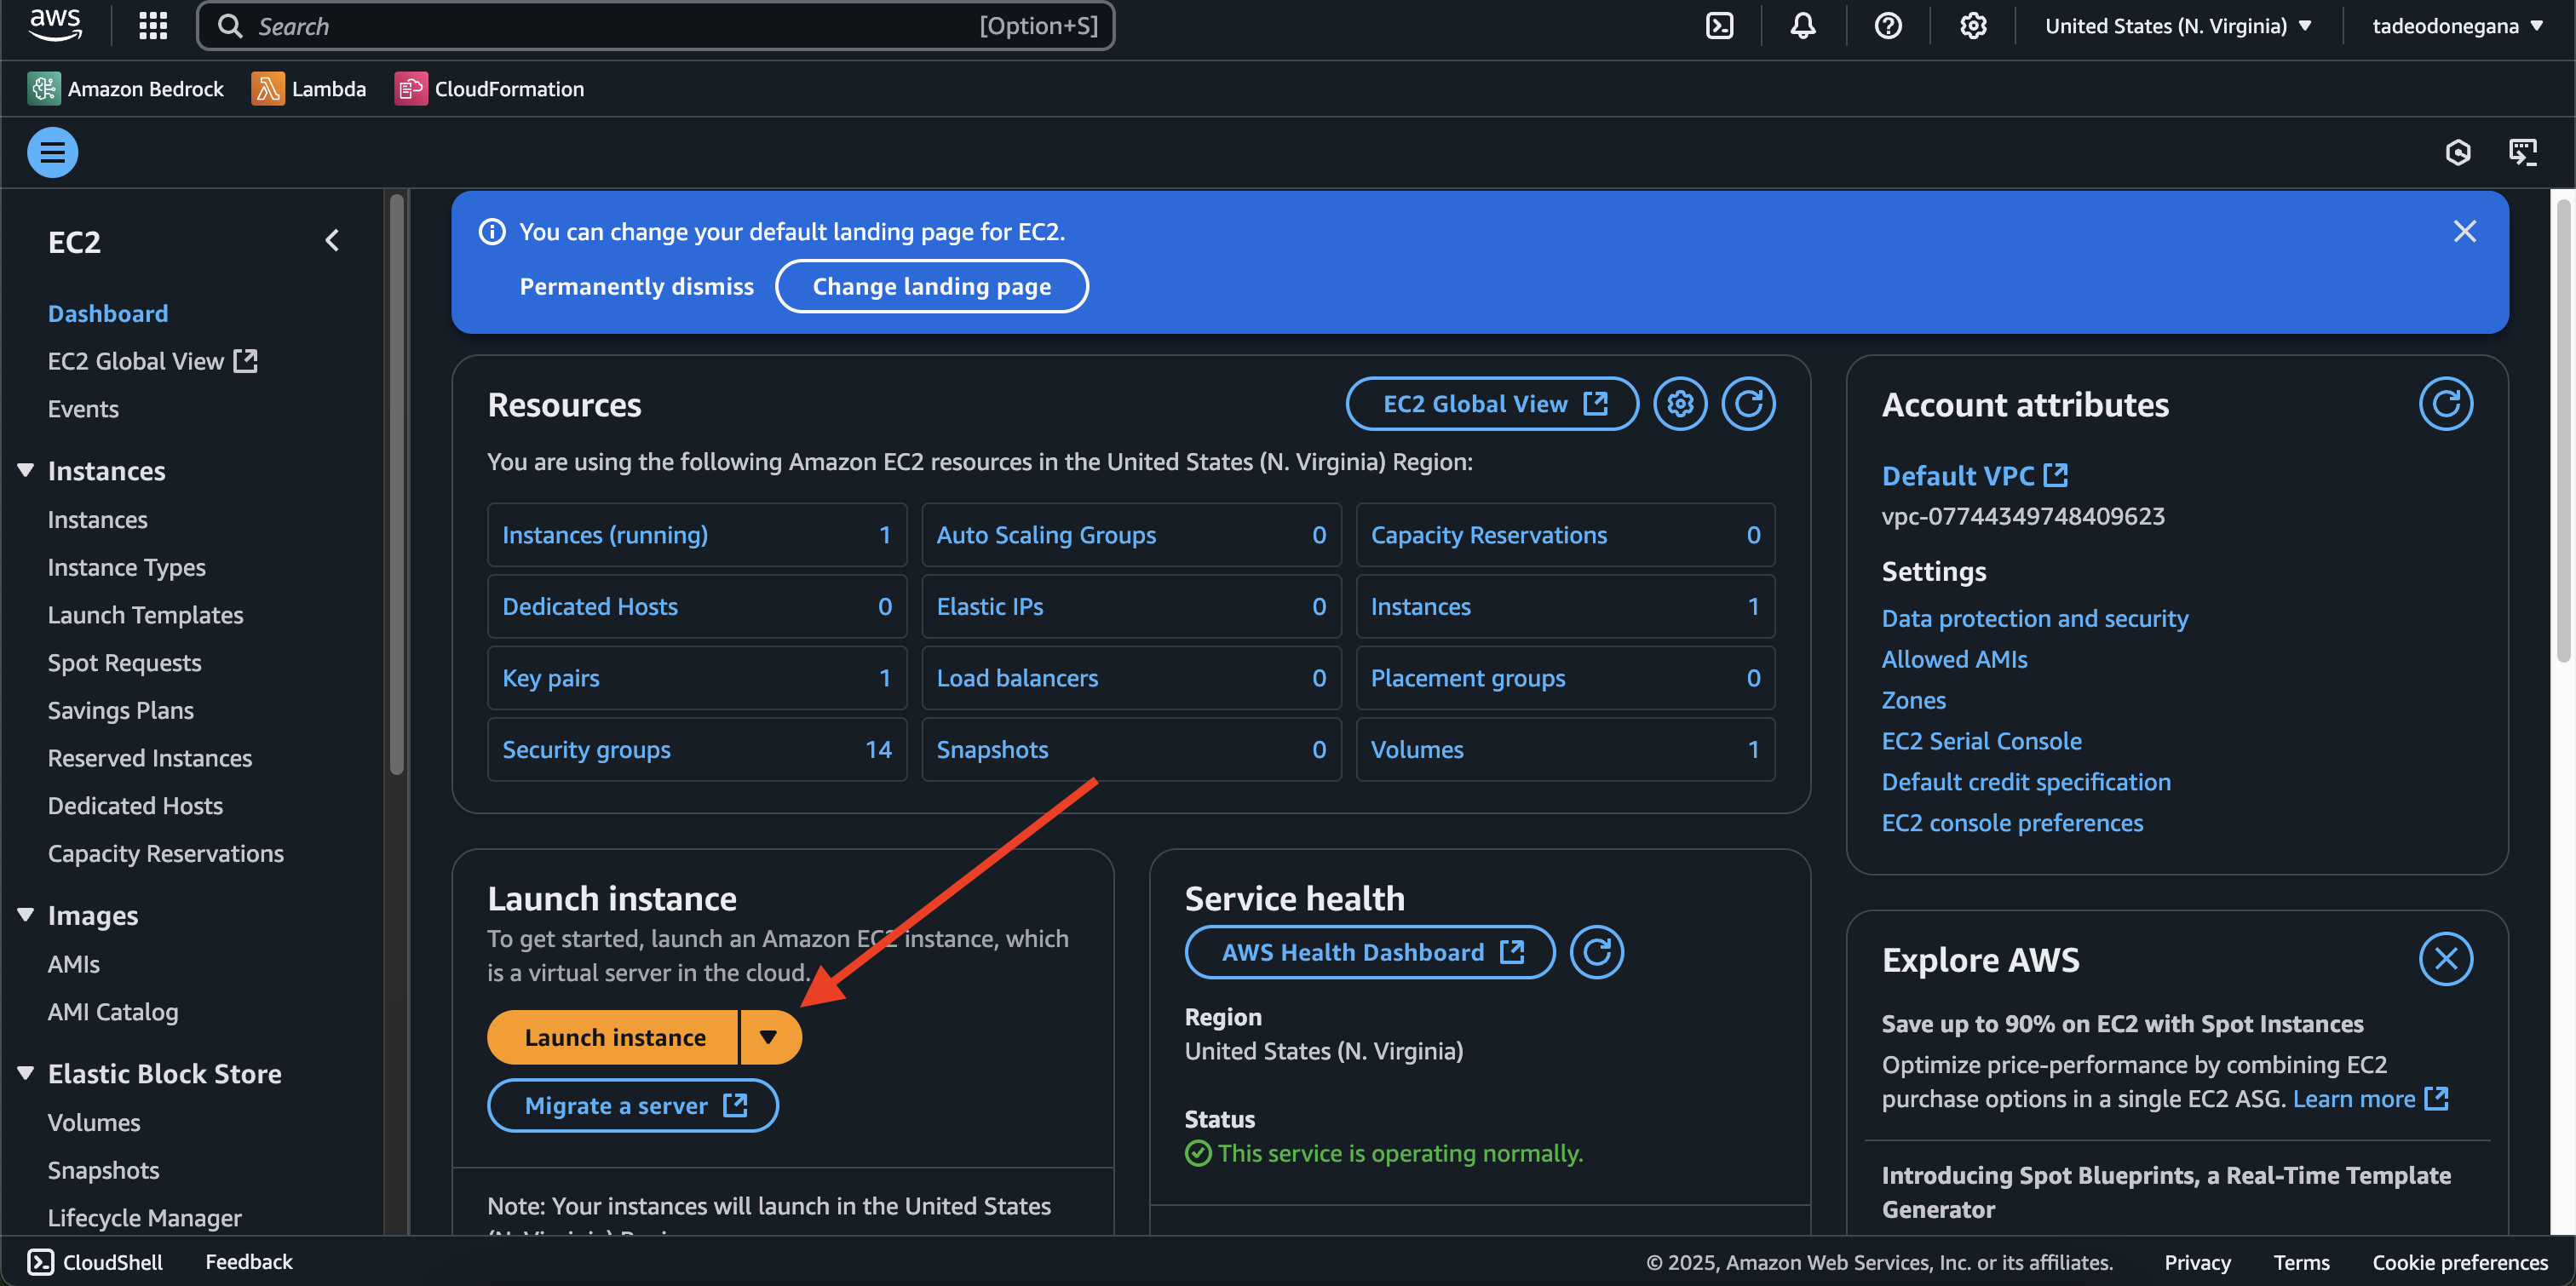 aws
Search [Option+S]
United States (N. Virginia)
tadeodonegana
Amazon Bedrock
Lambda
CloudFormation
EC2
Dashboard
EC2 Global View
Events
Instances
Instances
Instance Types
Launch Templates
Spot Requests
Savings Plans
Reserved Instances
Dedicated Hosts
Capacity Reservations
Images
AMIs
AMI Catalog
Elastic Block Store
Volumes
Snapshots
Lifecycle Manager
You can change your default landing page for EC2.
Permanently dismiss
Change landing page
Resources
EC2 Global View
You are using the following Amazon EC2 resources in the United States (N. Virginia) Region:
Instances (running) 1
Auto Scaling Groups 0
Capacity Reservations 0
Dedicated Hosts 0
Elastic IPs 0
Instances 1
Key pairs 1
Load balancers 0
Placement groups 0
Security groups 14
Snapshots 0
Volumes 1
Launch instance
To get started, launch an Amazon EC2 instance, which
is a virtual server in the cloud.
Launch instance
Migrate a server
Note: Your instances will launch in the United States
Service health
AWS Health Dashboard
Region
United States (N. Virginia)
Status
This service is operating normally.
Account attributes
Default VPC
vpc-07744349748409623
Settings
Data protection and security
Allowed AMIs
Zones
EC2 Serial Console
Default credit specification
EC2 console preferences
Explore AWS
Save up to 90% on EC2 with Spot Instances
Optimize price-performance by combining EC2
purchase options in a single EC2 ASG. Learn more
Introducing Spot Blueprints, a Real-Time Template
Generator
CloudShell
Feedback
© 2025, Amazon Web Services, Inc. or its affiliates.
Privacy
Terms
Cookie preferences